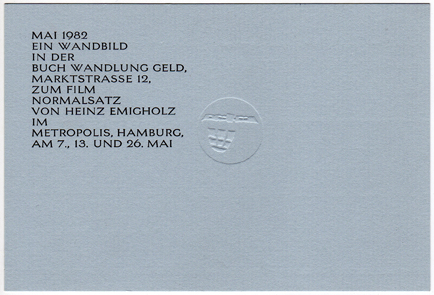 MAI 1982
EIN WANDBILD
IN DER
BUCH WANDLUNG GELD,
MARKTSTRASSE 12,
ZUM FILM
NORMALSATZ
VON HEINZ EMIGHOLZ
IM
METROPOLIS, HAMBURG,
AM 7., 13. UND 26. MAI